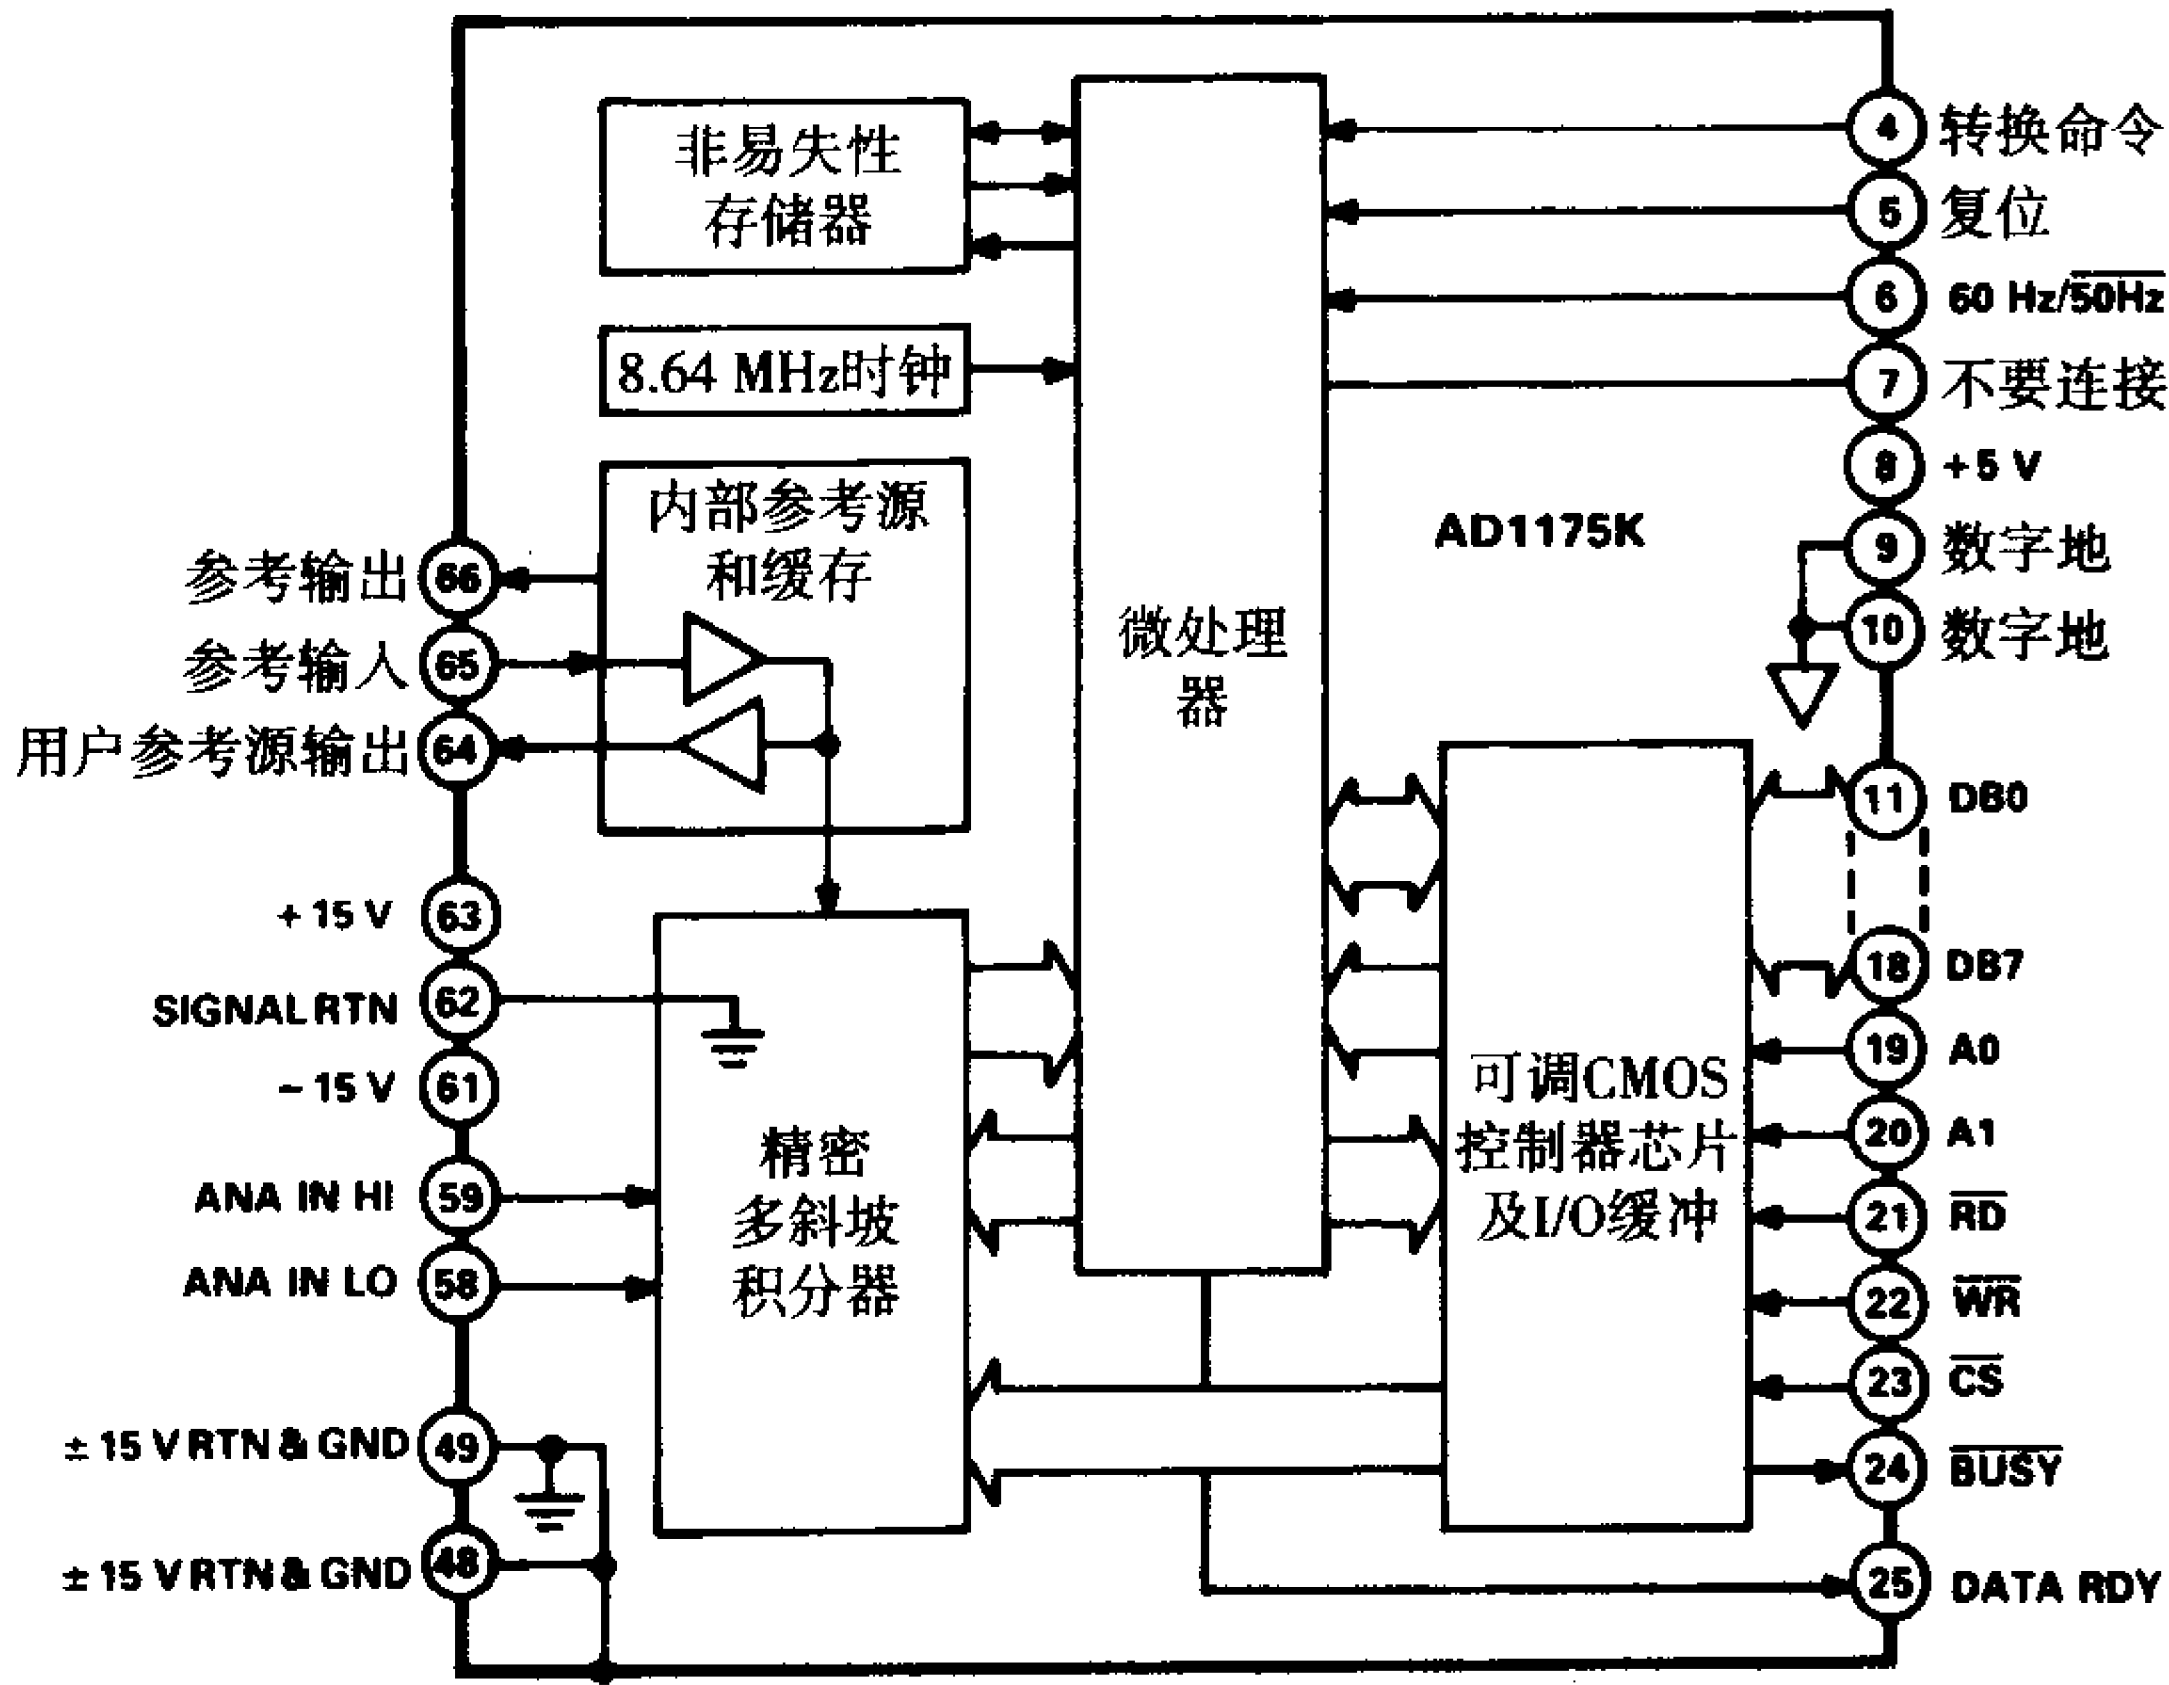 非易失性
存储器
8.64 MHz时钟
内部参考源
和缓存
微处理
器
AD1175K
精密
多斜坡
积分器
可调CMOS
控制器芯片
及I/O缓冲
66 参考输出
65 参考输人
64 用户参考源输出
63 +15 V
62 SIGNAL RTN
61 -15 V
59 ANA IN HI
58 ANA IN LO
49 ±15 V RTN & GND
48 ±15 V RTN & GND
4 转换命令
5 复位
6 60 Hz/5̅0̅H̅z̅
7 不要连接
8 +5 V
9 数字地
10 数字地
11 DB0
18 DB7
19 A0
20 A1
21 R̅D̅
22 W̅R̅
23 C̅S̅
24 B̅U̅S̅Y̅
25 DATA RDY